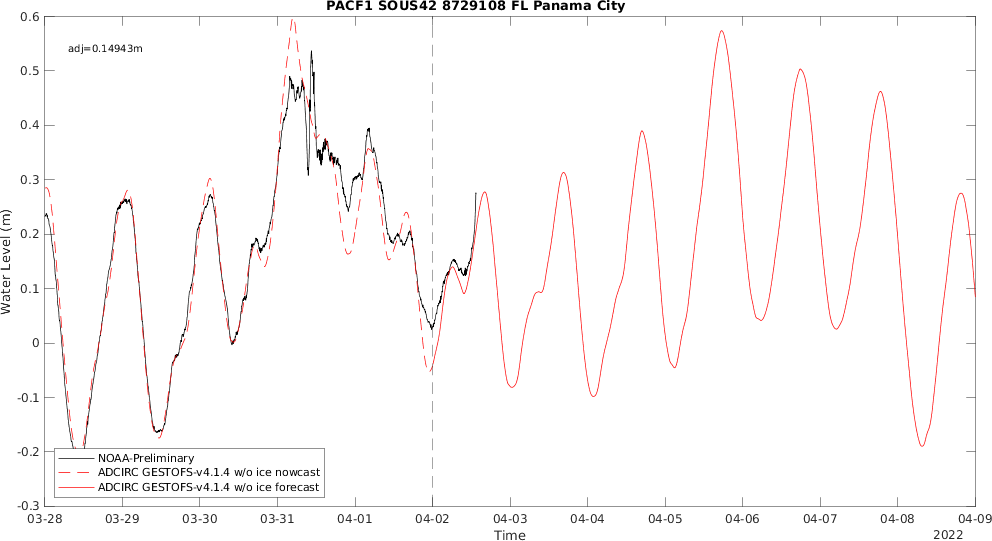 PACF1 SOUS42 8729108 FL Panama City
adj=0.14943m
0.6
0.5
0.4
0.3
0.2
0.1
0
-0.1
-0.2
-0.3
Water Level (m)
NOAA-Preliminary
ADCIRC GESTOFS-v4.1.4 w/o ice nowcast
ADCIRC GESTOFS-v4.1.4 w/o ice forecast
03-28 03-29 03-30 03-31 04-01 04-02 04-03 04-04 04-05 04-06 04-07 04-08 04-09
Time
2022